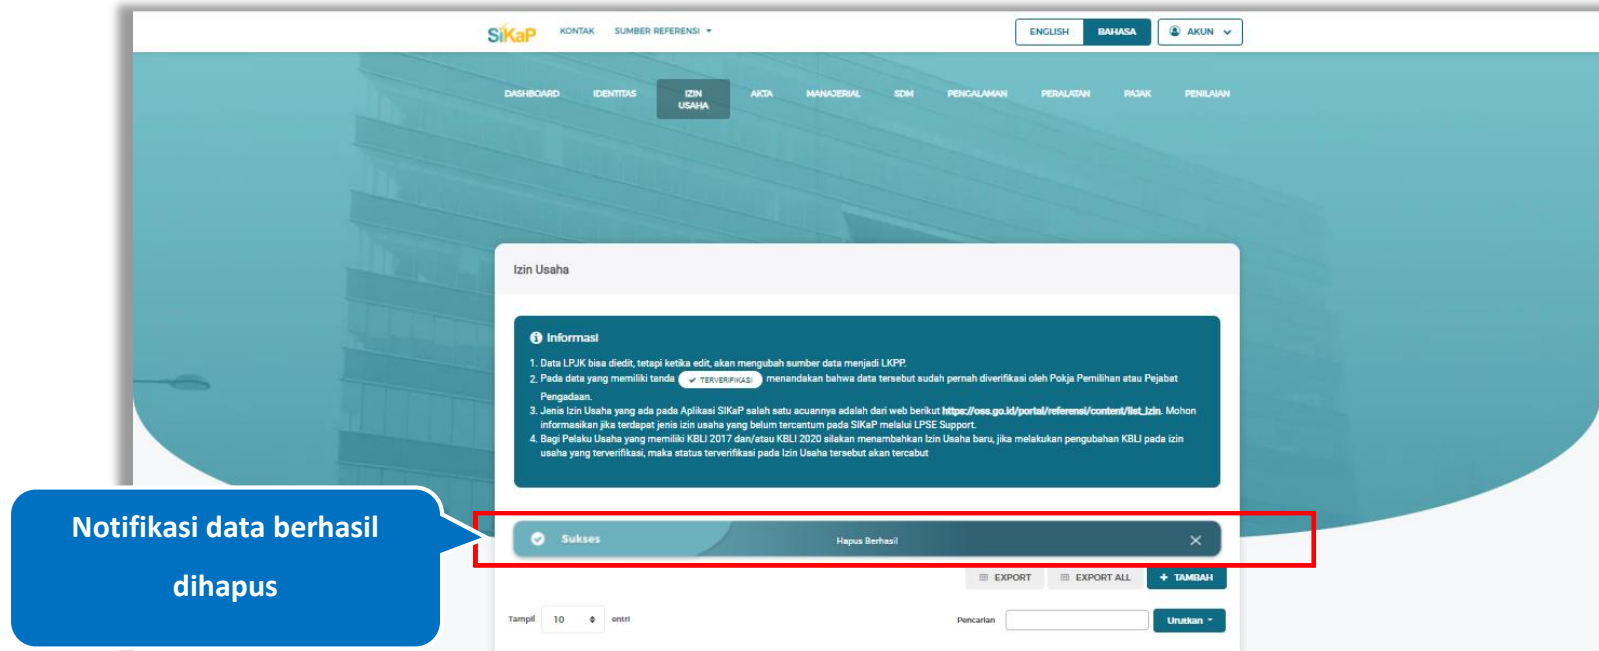 SiKaP KONTAK SUMBER REFERENSI ENGLISH BAHASA AKUN
DASHBOARD IDENTITAS IZIN USAHA AKTA MANAJERIAL SDM PENGALAMAN PERALATAN PAJAK PENILAIAN
Izin Usaha
Informasi
1. Data LPJK bisa diedit, tetapi ketika edit, akan mengubah sumber data menjadi LKPP.
2. Pada data yang memiliki tanda TERVERIFIKASI menandakan bahwa data tersebut sudah pernah diverifikasi oleh Pokja Pemilihan atau Pejabat
Pengadaan.
3. Jenis Izin Usaha yang ada pada Aplikasi SIKaP salah satu acuannya adalah dari web berikut https://oss.go.id/portal/referensi/content/list_izin. Mohon
informasikan jika terdapat jenis izin usaha yang belum tercantum pada SIKaP melalui LPSE Support.
4. Bagi Pelaku Usaha yang memiliki KBLI 2017 dan/atau KBLI 2020 silakan menambahkan Izin Usaha baru, jika melakukan pengubahan KBLI pada izin
usaha yang terverifikasi, maka status terverifikasi pada Izin Usaha tersebut akan tercabut
Notifikasi data berhasil
dihapus
Sukses Hapus Berhasil
EXPORT EXPORT ALL + TAMBAH
Tampil 10 entri Pencarian Urutkan